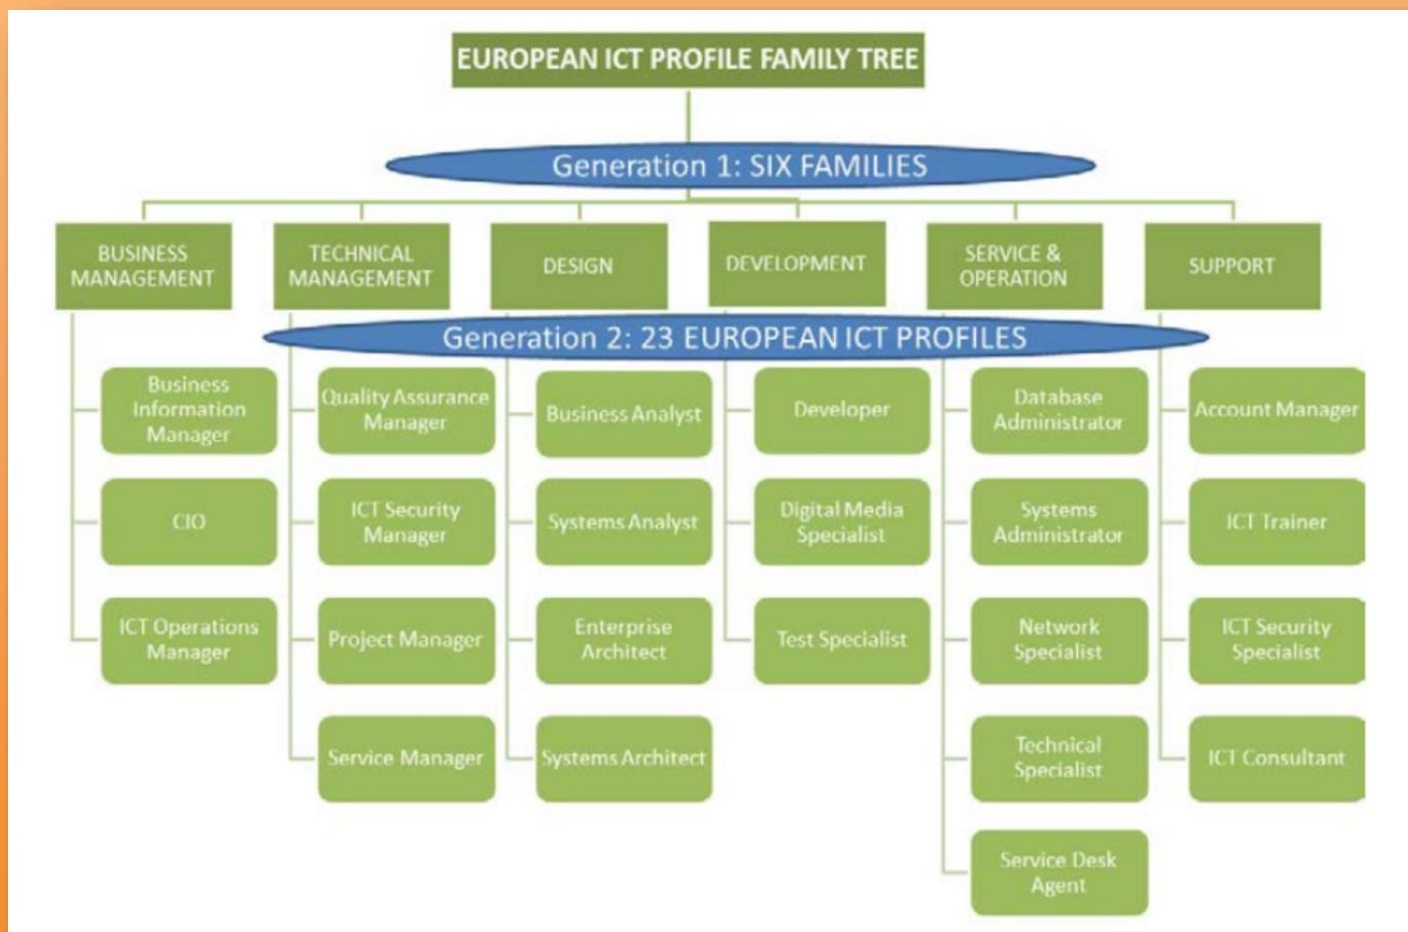 EUROPEAN ICT PROFILE FAMILY TREE
Generation 1: SIX FAMILIES
BUSINESS
MANAGEMENT
TECHNICAL
MANAGEMENT
DESIGN
DEVELOPMENT
SERVICE &
OPERATION
SUPPORT
Generation 2: 23 EUROPEAN ICT PROFILES
Business
Information
Manager
Quality Assurance
Manager
Business Analyst
Developer
Database
Administrator
Account Manager
CIO
ICT Security
Manager
Systems Analyst
Digital Media
Specialist
Systems
Administrator
ICT Trainer
ICT Operations
Manager
Project Manager
Enterprise
Architect
Test Specialist
Network
Specialist
ICT Security
Specialist
Service Manager
Systems Architect
Technical
Specialist
ICT Consultant
Service Desk
Agent